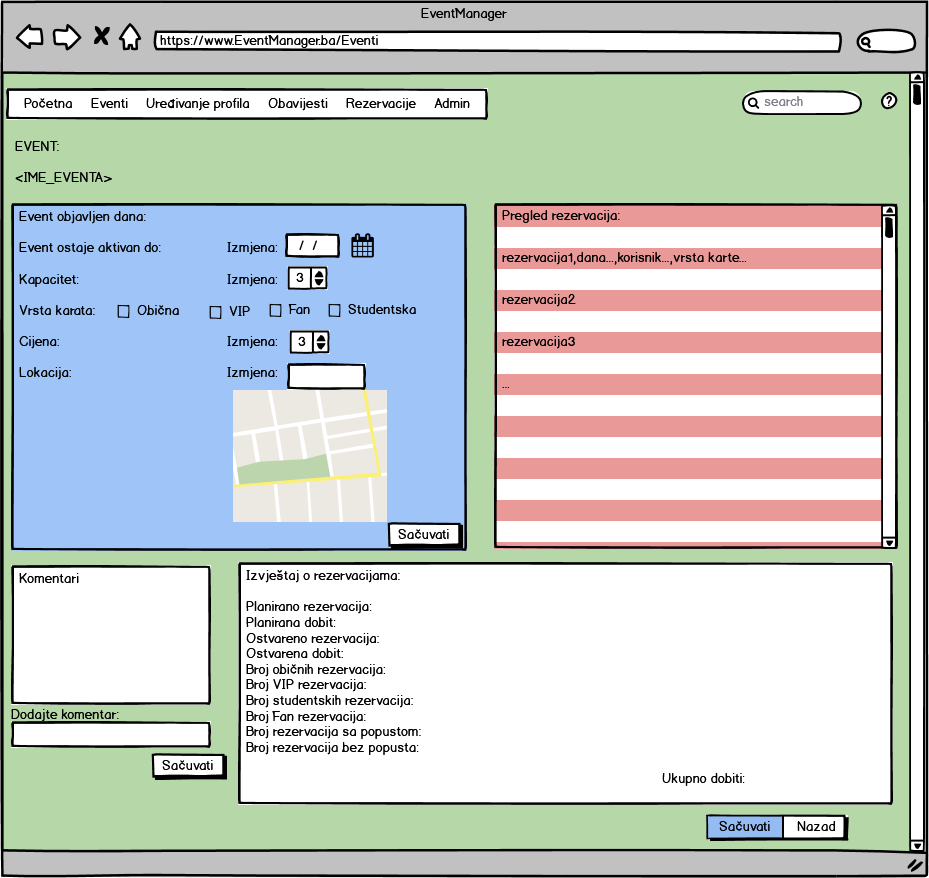 EventManager
https://www.EventManager.ba/Eventi
Početna Eventi Uređivanje profila Obavijesti Rezervacije Admin
search
?
EVENT:
<IME_EVENTA>
Event objavljen dana:
Event ostaje aktivan do: Izmjena: / /
Kapacitet: Izmjena: 3
Vrsta karata: Obična VIP Fan Studentska
Cijena: Izmjena: 3
Lokacija: Izmjena:
Sačuvati
Pregled rezervacija:
rezervacija1,dana...,korisnik...,vrsta karte...
rezervacija2
rezervacija3
...
Komentari
Dodajte komentar:
Sačuvati
Izvještaj o rezervacijama:
Planirano rezervacija:
Planirana dobit:
Ostvareno rezervacija:
Ostvarena dobit:
Broj običnih rezervacija:
Broj VIP rezervacija:
Broj studentskih rezervacija:
Broj Fan rezervacija:
Broj rezervacija sa popustom:
Broj rezervacija bez popusta:
Ukupno dobiti:
Sačuvati Nazad